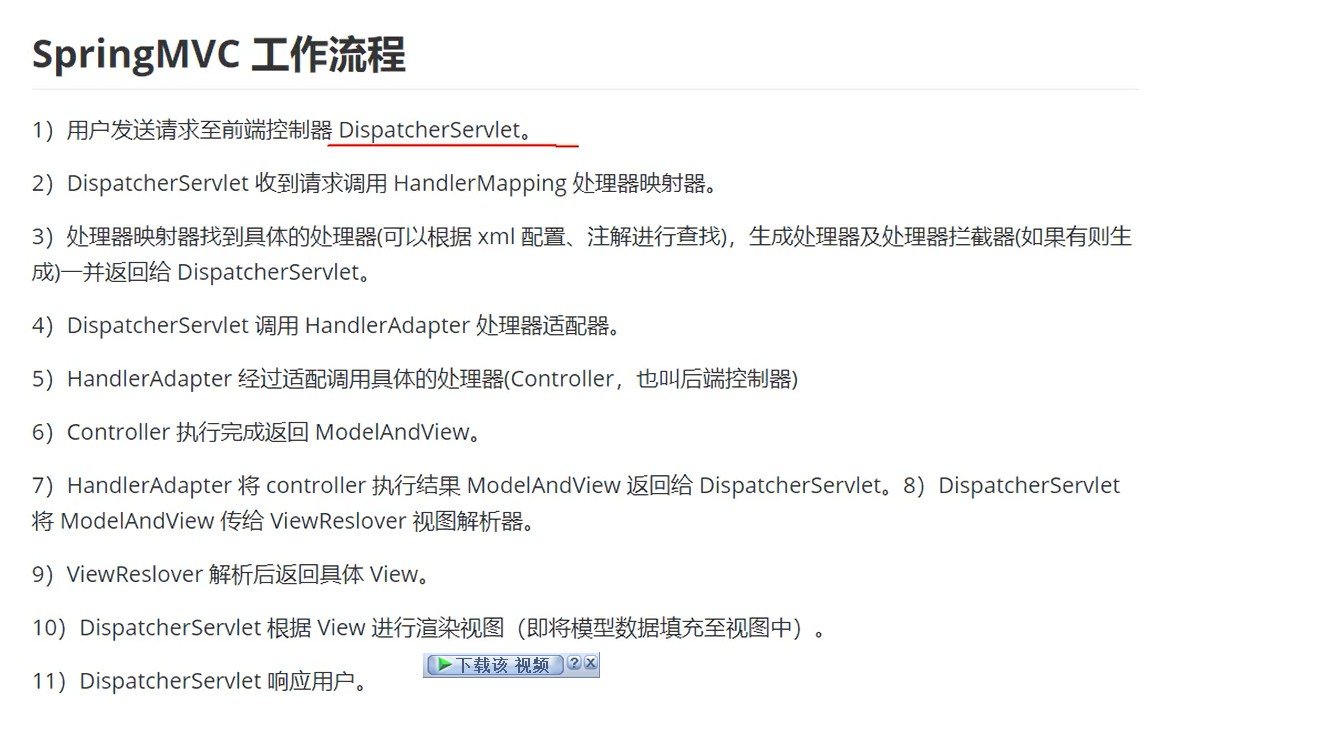 SpringMVC 工作流程
1）用户发送请求至前端控制器 DispatcherServlet。
2）DispatcherServlet 收到请求调用 HandlerMapping 处理器映射器。
3）处理器映射器找到具体的处理器(可以根据 xml 配置、注解进行查找)，生成处理器及处理器拦截器(如果有则生
成)一并返回给 DispatcherServlet。
4）DispatcherServlet 调用 HandlerAdapter 处理器适配器。
5）HandlerAdapter 经过适配调用具体的处理器(Controller，也叫后端控制器)
6）Controller 执行完成返回 ModelAndView。
7）HandlerAdapter 将 controller 执行结果 ModelAndView 返回给 DispatcherServlet。8）DispatcherServlet
将 ModelAndView 传给 ViewReslover 视图解析器。
9）ViewReslover 解析后返回具体 View。
10）DispatcherServlet 根据 View 进行渲染视图（即将模型数据填充至视图中）。
下载该 视频 ? X
11）DispatcherServlet 响应用户。